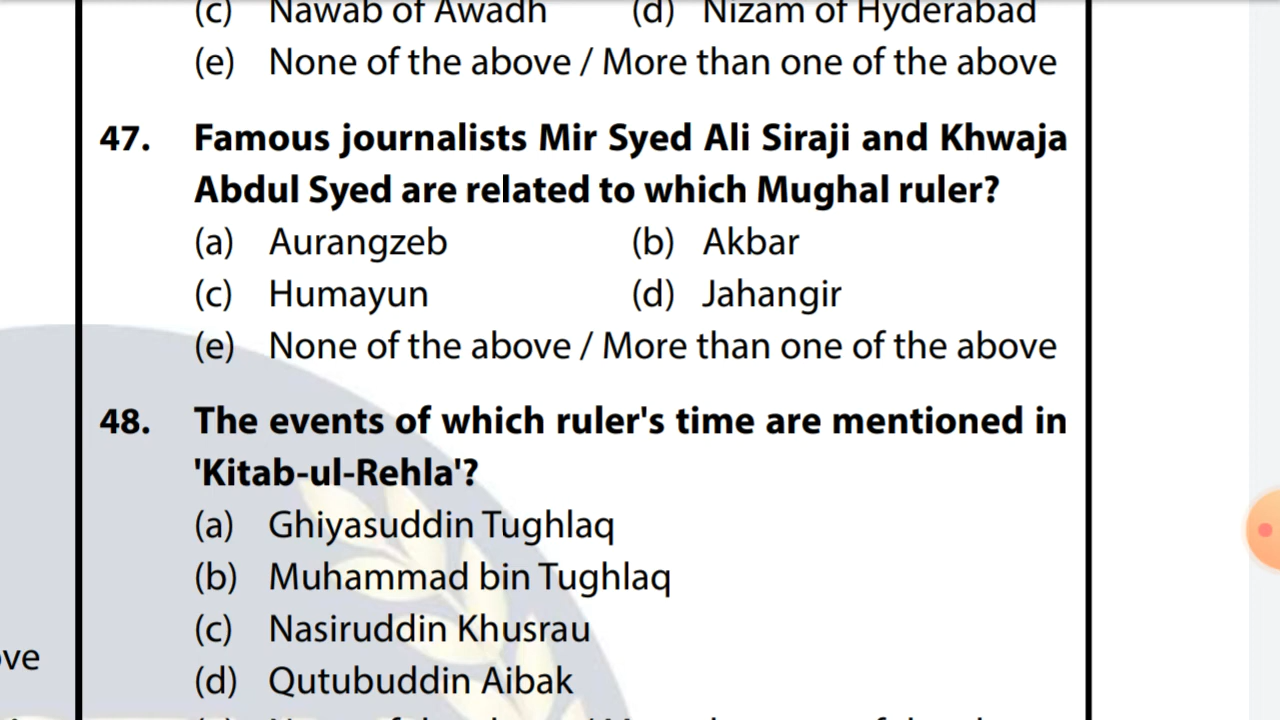 (c) Nawab of Awadh (d) Nizam of Hyderabad
(e) None of the above / More than one of the above
47. Famous journalists Mir Syed Ali Siraji and Khwaja
Abdul Syed are related to which Mughal ruler?
(a) Aurangzeb (b) Akbar
(c) Humayun (d) Jahangir
(e) None of the above / More than one of the above
48. The events of which ruler's time are mentioned in
'Kitab-ul-Rehla'?
(a) Ghiyasuddin Tughlaq
(b) Muhammad bin Tughlaq
(c) Nasiruddin Khusrau
ve
(d) Qutubuddin Aibak